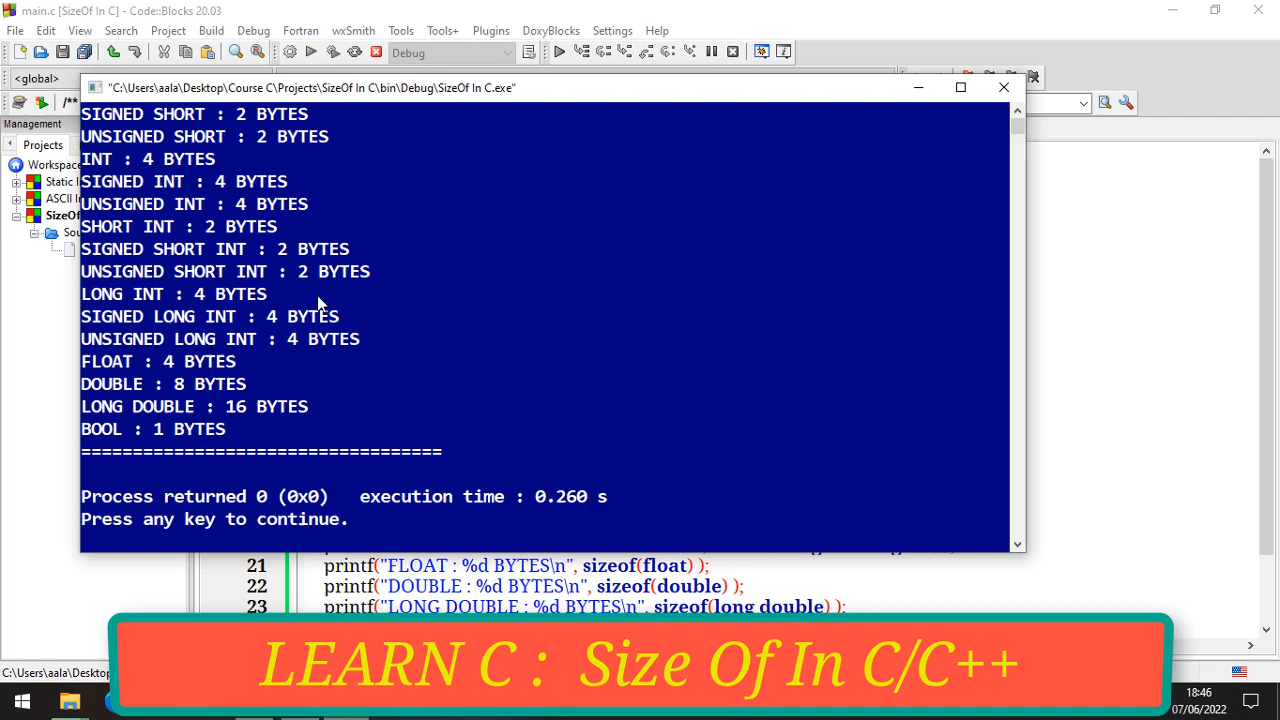 main.c [SizeOf In C] - Code::Blocks 20.03
File Edit View Search Project Build Debug Fortran wxSmith Tools Tools+ Plugins DoxyBlocks Settings Help
Debug
<global>
"C:\Users\aala\Desktop\Course C\Projects\SizeOf In C\bin\Debug\SizeOf In C.exe"
/**
Management
Projects
Workspace
Static I
ASCII I
SizeOf
Sou
SIGNED SHORT : 2 BYTES
UNSIGNED SHORT : 2 BYTES
INT : 4 BYTES
SIGNED INT : 4 BYTES
UNSIGNED INT : 4 BYTES
SHORT INT : 2 BYTES
SIGNED SHORT INT : 2 BYTES
UNSIGNED SHORT INT : 2 BYTES
LONG INT : 4 BYTES
SIGNED LONG INT : 4 BYTES
UNSIGNED LONG INT : 4 BYTES
FLOAT : 4 BYTES
DOUBLE : 8 BYTES
LONG DOUBLE : 16 BYTES
BOOL : 1 BYTES
===================================
Process returned 0 (0x0)   execution time : 0.260 s
Press any key to continue.
21 printf("FLOAT : %d BYTES\n", sizeof(float) );
22 printf("DOUBLE : %d BYTES\n", sizeof(double) );
23 printf("LONG DOUBLE : %d BYTES\n", sizeof(long double) );
LEARN C :  Size Of In C/C++
C:\Users\aala\Desktop
18:46
07/06/2022